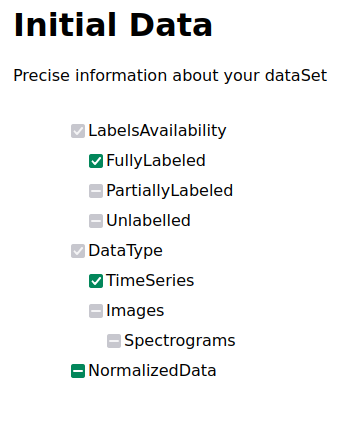 Initial Data
Precise information about your dataSet
LabelsAvailability
FullyLabeled
PartiallyLabeled
Unlabelled
DataType
TimeSeries
Images
Spectrograms
NormalizedData